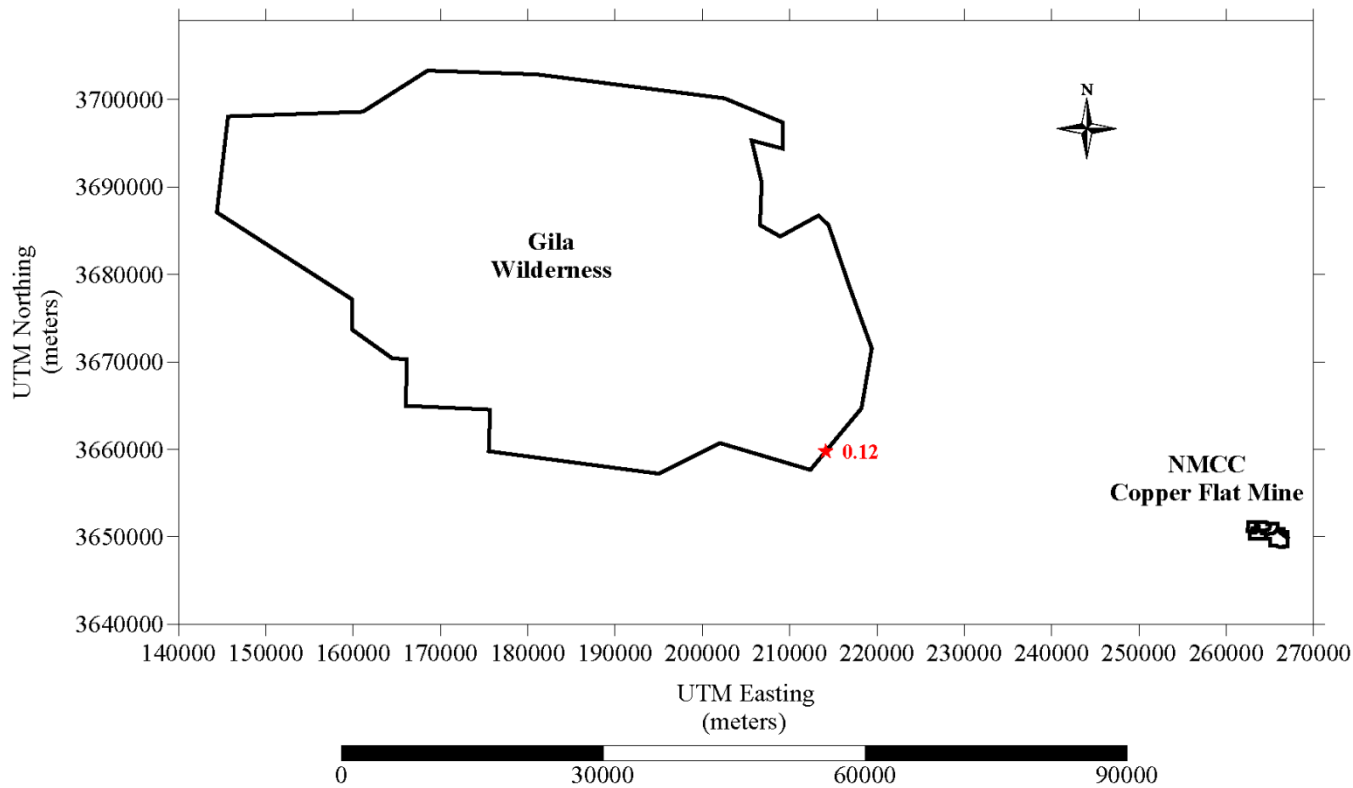 3700000
3690000
3680000
3670000
3660000
3650000
3640000
UTM Northing
(meters)
N
Gila
Wilderness
0.12
NMCC
Copper Flat Mine
140000 150000 160000 170000 180000 190000 200000 210000 220000 230000 240000 250000 260000 270000
UTM Easting
(meters)
0 30000 60000 90000